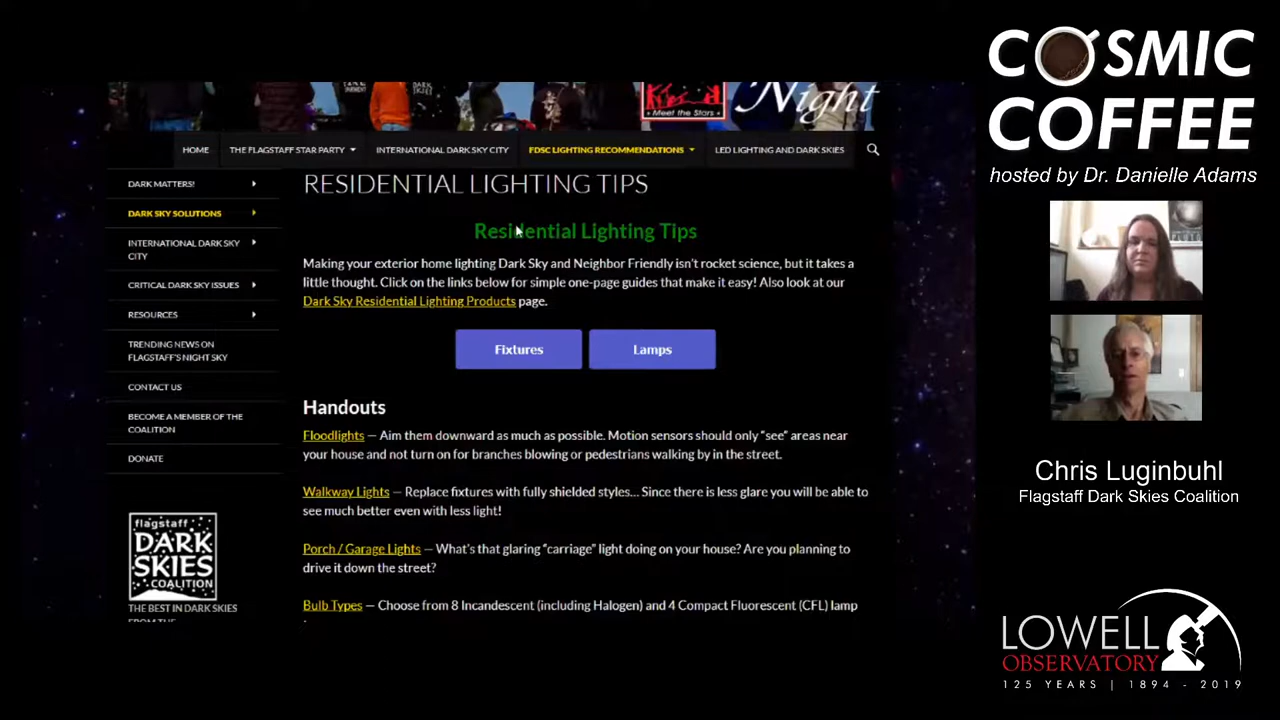 Night
• Meet the Stars •
HOME
THE FLAGSTAFF STAR PARTY
INTERNATIONAL DARK SKY CITY
FDSC LIGHTING RECOMMENDATIONS
LED LIGHTING AND DARK SKIES
DARK MATTERS!
DARK SKY SOLUTIONS
INTERNATIONAL DARK SKY
CITY
CRITICAL DARK SKY ISSUES
RESOURCES
TRENDING NEWS ON
FLAGSTAFF'S NIGHT SKY
CONTACT US
BECOME A MEMBER OF THE
COALITION
DONATE
flagstaff
DARK
SKIES
COALITION
THE BEST IN DARK SKIES
FROM THE
RESIDENTIAL LIGHTING TIPS
Residential Lighting Tips
Making your exterior home lighting Dark Sky and Neighbor Friendly isn't rocket science, but it takes a
little thought. Click on the links below for simple one-page guides that make it easy! Also look at our
Dark Sky Residential Lighting Products page.
Fixtures
Lamps
Handouts
Floodlights — Aim them downward as much as possible. Motion sensors should only “see” areas near
your house and not turn on for branches blowing or pedestrians walking by in the street.
Walkway Lights — Replace fixtures with fully shielded styles... Since there is less glare you will be able to
see much better even with less light!
Porch / Garage Lights — What's that glaring “carriage” light doing on your house? Are you planning to
drive it down the street?
Bulb Types — Choose from 8 Incandescent (including Halogen) and 4 Compact Fluorescent (CFL) lamp
COSMIC
COFFEE
hosted by Dr. Danielle Adams
Chris Luginbuhl
Flagstaff Dark Skies Coalition
LOWELL
OBSERVATORY
125 YEARS | 1894 - 2019